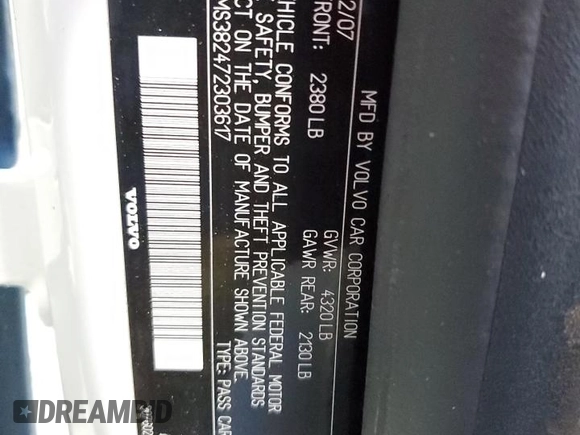 MFD BY VOLVO CAR CORPORATION
2/07 GVWR: 4320 LB
FRONT: 2380 LB GAWR REAR: 2130 LB
HICLE CONFORMS TO ALL APPLICABLE FEDERAL MOTOR
SAFETY, BUMPER AND THEFT PREVENTION STANDARDS
CT ON THE DATE OF MANUFACTURE SHOWN ABOVE.
MS382472303617 TYPE: PASS CAR
VOLVO
DREAMBID